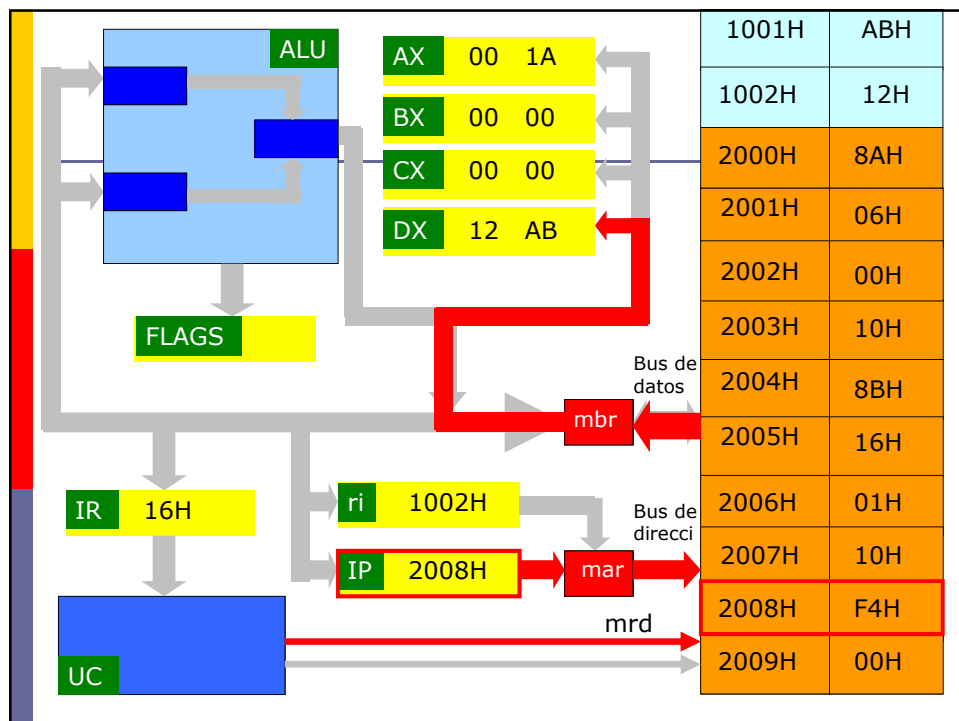 ALU
AX 00 1A
BX 00 00
CX 00 00
DX 12 AB
FLAGS
IR 16H
ri 1002H
IP 2008H
UC
mbr
mar
Bus de
datos
Bus de
direcci
mrd
1001H ABH
1002H 12H
2000H 8AH
2001H 06H
2002H 00H
2003H 10H
2004H 8BH
2005H 16H
2006H 01H
2007H 10H
2008H F4H
2009H 00H